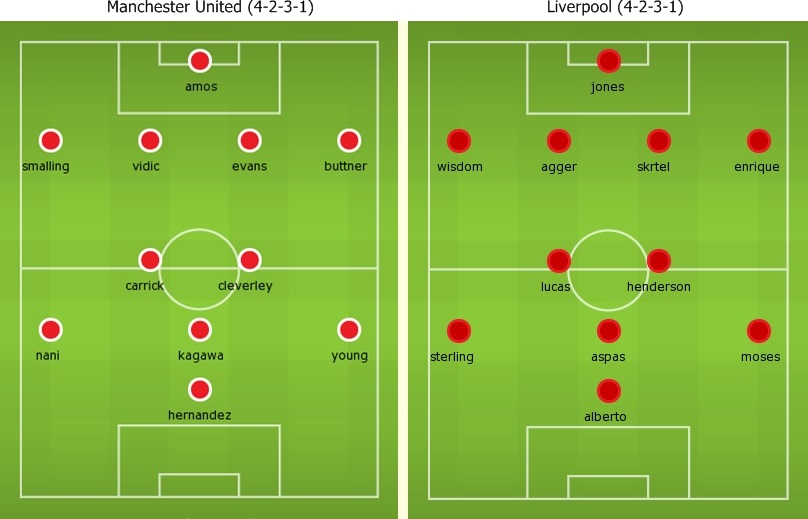 Manchester United (4-2-3-1)
amos
smalling vidic evans buttner
carrick cleverley
nani kagawa young
hernandez
Liverpool (4-2-3-1)
jones
wisdom agger skrtel enrique
lucas henderson
sterling aspas moses
alberto